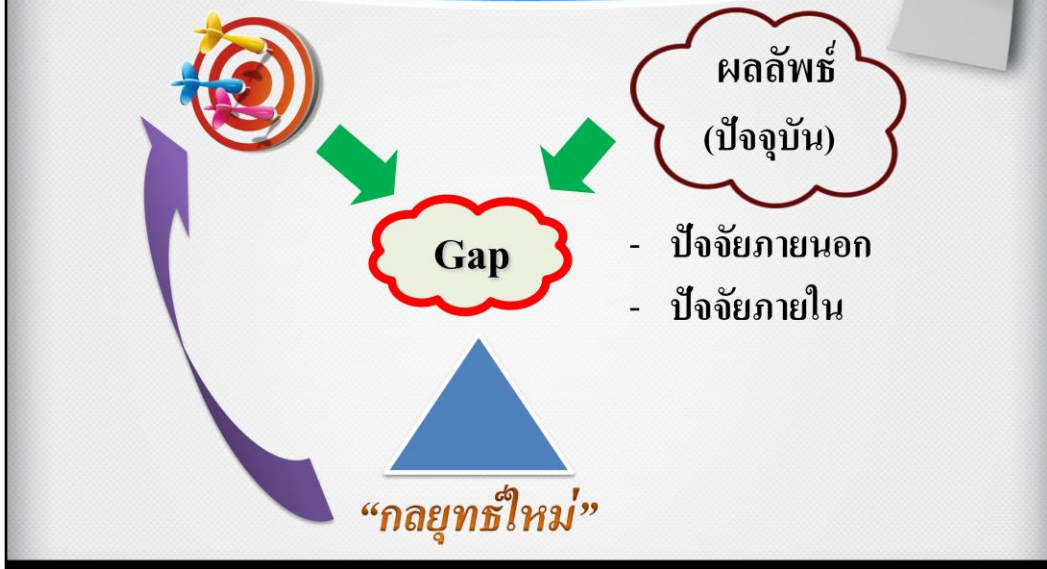 ผลลัพธ์
(ปัจจุบัน)
Gap
- ปัจจัยภายนอก
- ปัจจัยภายใน
“กลยุทธ์ใหม่”